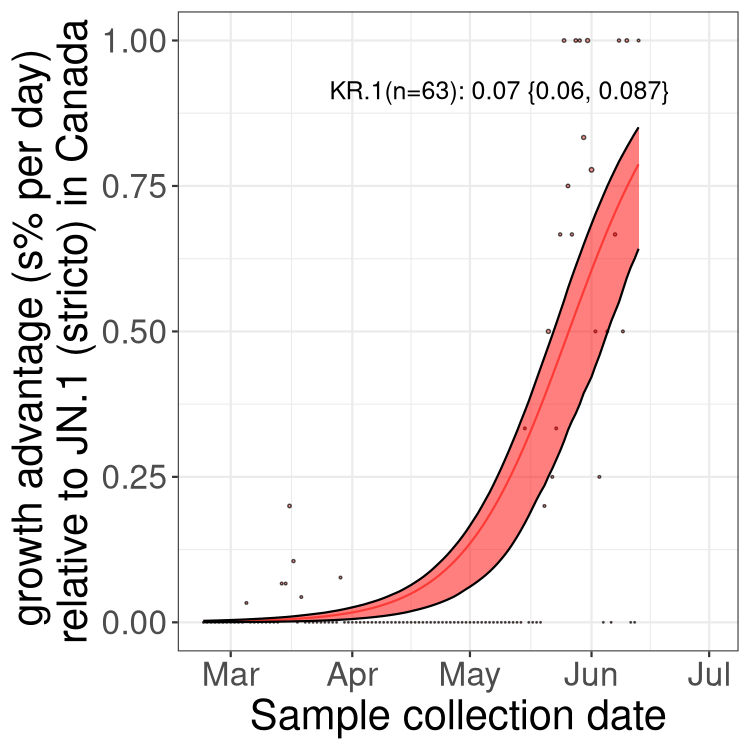 growth advantage (s% per day)
relative to JN.1 (stricto) in Canada
1.00
0.75
0.50
0.25
0.00
KR.1(n=63): 0.07 {0.06, 0.087}
Mar Apr May Jun Jul
Sample collection date